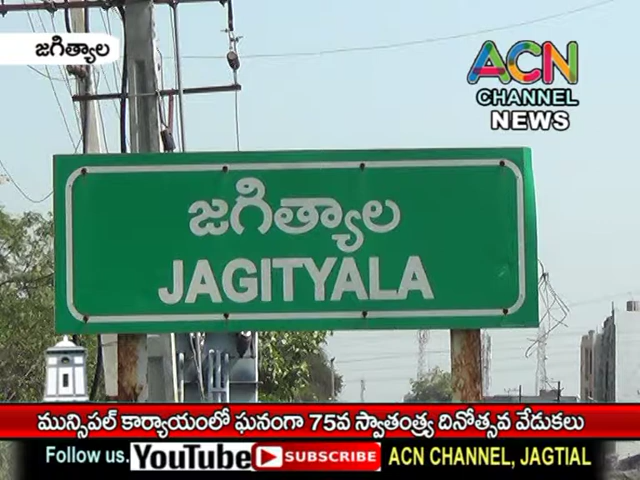 జగిత్యాల
ACN
CHANNEL
NEWS
జగిత్యాల
JAGITYALA
మున్సిపల్ కార్యాయంలో ఘనంగా 75వ స్వాతంత్ర్య దినోత్సవ వేడుకలు
Follow us. YouTube SUBSCRIBE ACN CHANNEL, JAGTIAL